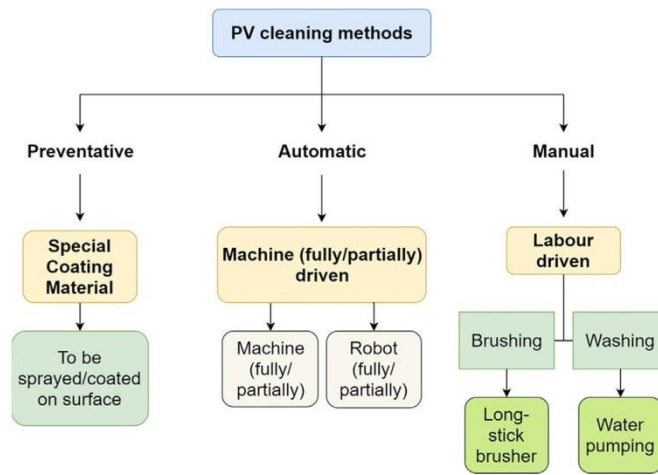 PV cleaning methods
Preventative
Automatic
Manual
Special
Coating
Material
Machine (fully/partially)
driven
Labour
driven
To be
sprayed/coated
on surface
Machine
(fully/
partially)
Robot
(fully/
partially)
Brushing
Washing
Long-
stick
brusher
Water
pumping